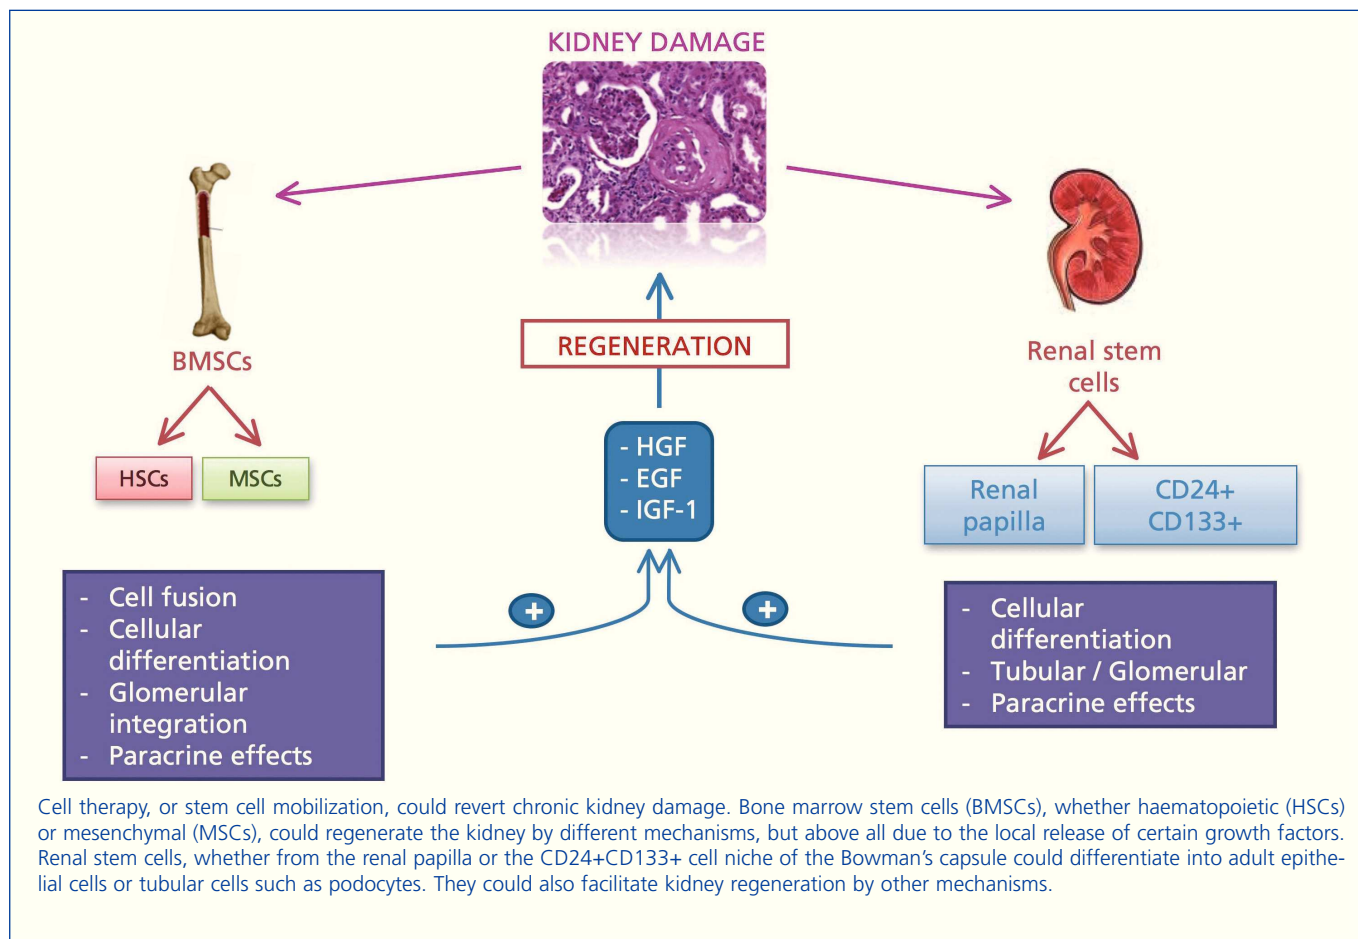 KIDNEY DAMAGE
BMSCs
HSCs
MSCs
REGENERATION
- HGF
- EGF
- IGF-1
Renal stem
cells
Renal
papilla
CD24+
CD133+
- Cell fusion
- Cellular
differentiation
- Glomerular
integration
- Paracrine effects
+
+
- Cellular
differentiation
- Tubular / Glomerular
- Paracrine effects
Cell therapy, or stem cell mobilization, could revert chronic kidney damage. Bone marrow stem cells (BMSCs), whether haematopoietic (HSCs)
or mesenchymal (MSCs), could regenerate the kidney by different mechanisms, but above all due to the local release of certain growth factors.
Renal stem cells, whether from the renal papilla or the CD24+CD133+ cell niche of the Bowman’s capsule could differentiate into adult epithe-
lial cells or tubular cells such as podocytes. They could also facilitate kidney regeneration by other mechanisms.